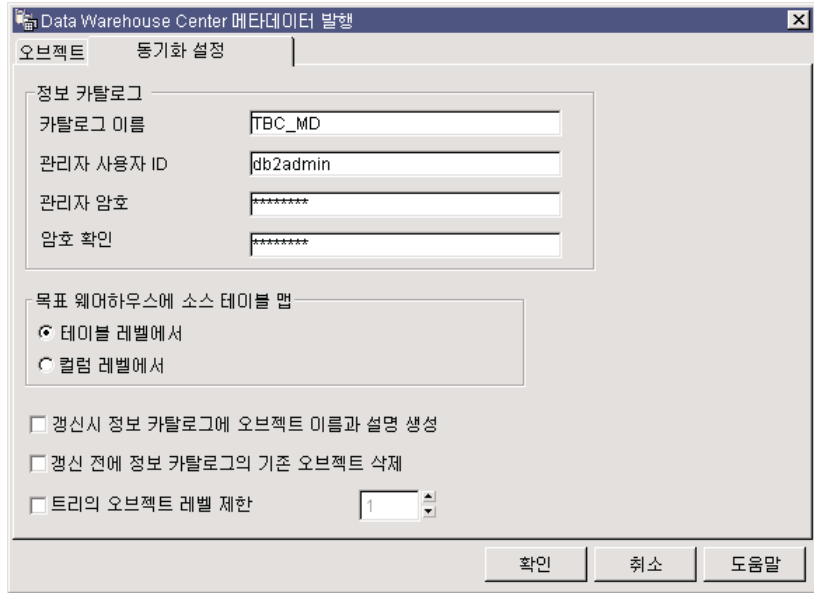 Data Warehouse Center 메타데이터 발행
오브젝트 동기화 설정
정보 카탈로그
카탈로그 이름 TBC_MD
관리자 사용자 ID db2admin
관리자 암호 ********
암호 확인 ********
목표 웨어하우스에 소스 테이블 맵
테이블 레벨에서
컬럼 레벨에서
갱신시 정보 카탈로그에 오브젝트 이름과 설명 생성
갱신 전에 정보 카탈로그의 기존 오브젝트 삭제
트리의 오브젝트 레벨 제한 1
확인 취소 도움말